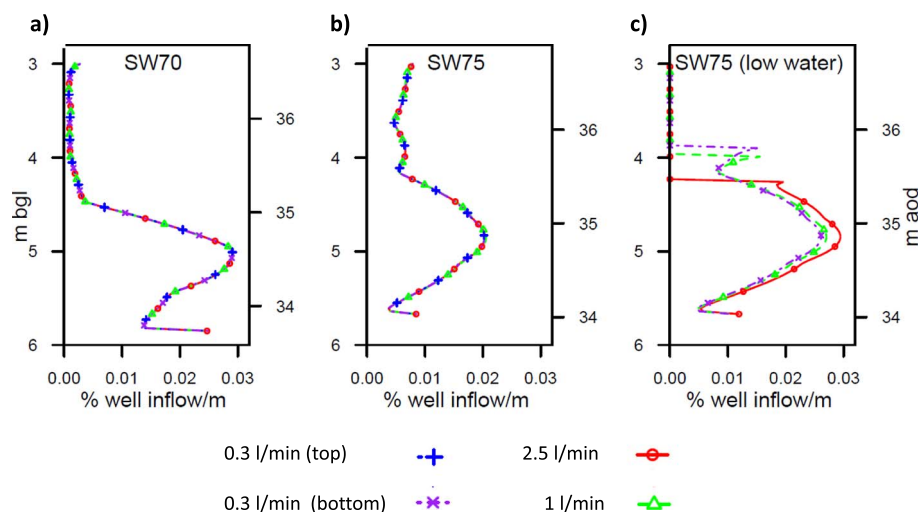 a)
b)
c)
SW70
SW75
SW75 (low water)
3
4
5
6
m bgl
36
35
34
0.00 0.01 0.02 0.03
% well inflow/m
3
4
5
6
36
35
34
0.00 0.01 0.02 0.03
% well inflow/m
3
4
5
6
36
35
34
m aod
0.00 0.01 0.02 0.03
% well inflow/m
0.3 l/min (top)
2.5 l/min
0.3 l/min (bottom)
1 l/min